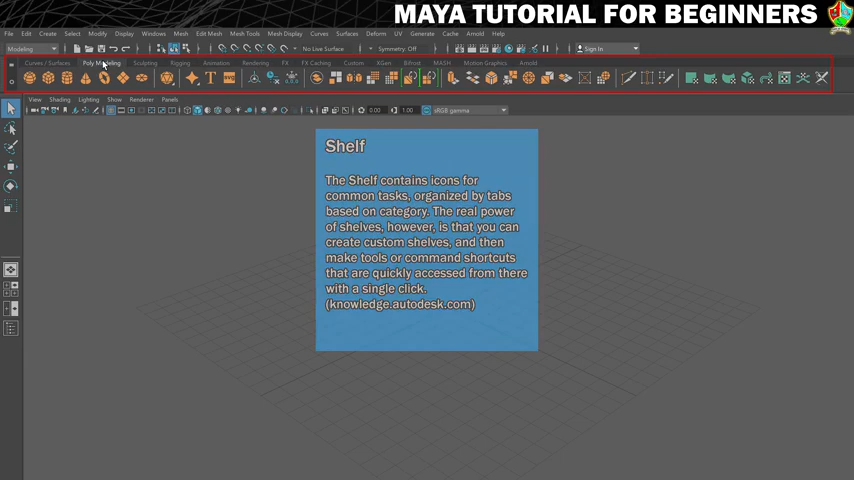 MAYA TUTORIAL FOR BEGINNERS
File Edit Create Select Modify Display Windows Mesh Edit Mesh Mesh Tools Mesh Display Curves Surfaces Deform UV Generate Cache Arnold Help
Modeling No Live Surface Symmetry: Off Sign In
Curves / Surfaces Poly Modeling Sculpting Rigging Animation Rendering FX FX Caching Custom XGen Bifrost MASH Motion Graphics Arnold
T SVG
View Shading Lighting Show Renderer Panels
0.00 1.00 sRGB gamma
Shelf
The Shelf contains icons for
common tasks, organized by tabs
based on category. The real power
of shelves, however, is that you can
create custom shelves, and then
make tools or command shortcuts
that are quickly accessed from there
with a single click.
(knowledge.autodesk.com)